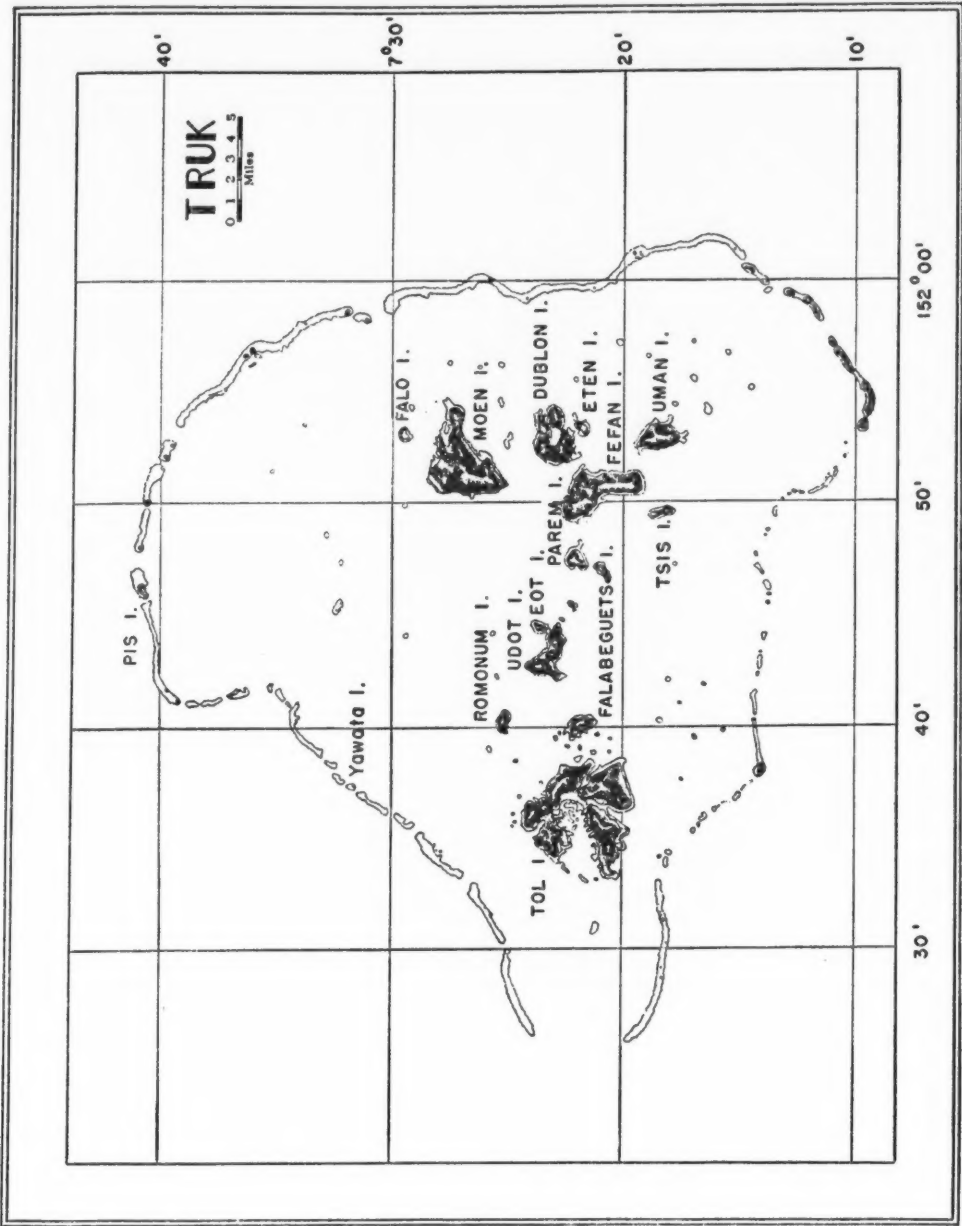 TRUK
0 1 2 3 4 5
Miles
40'
7°30'
20'
10'
PIS I.
Yawata I.
FALO I.
MOEN I.
DUBLON I.
ETEN I.
FEFAN I.
UMAN I.
PAREM I.
TSIS I.
ROMONUM I.
UDOT I.
EOT I.
FALABEGUETS I.
TOL I
30'
40'
50'
152°00'